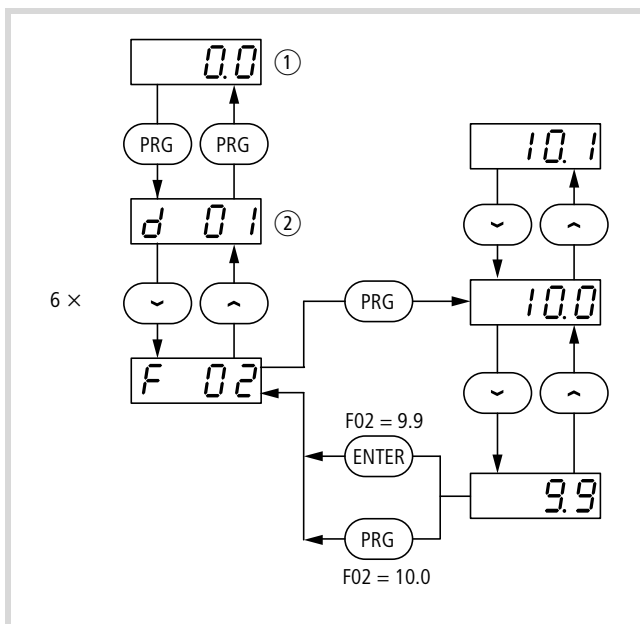 0.0 ①
PRG PRG
10.1
d 01 ②
6 ×
PRG
10.0
F 02
F02 = 9.9
ENTER
9.9
PRG
F02 = 10.0